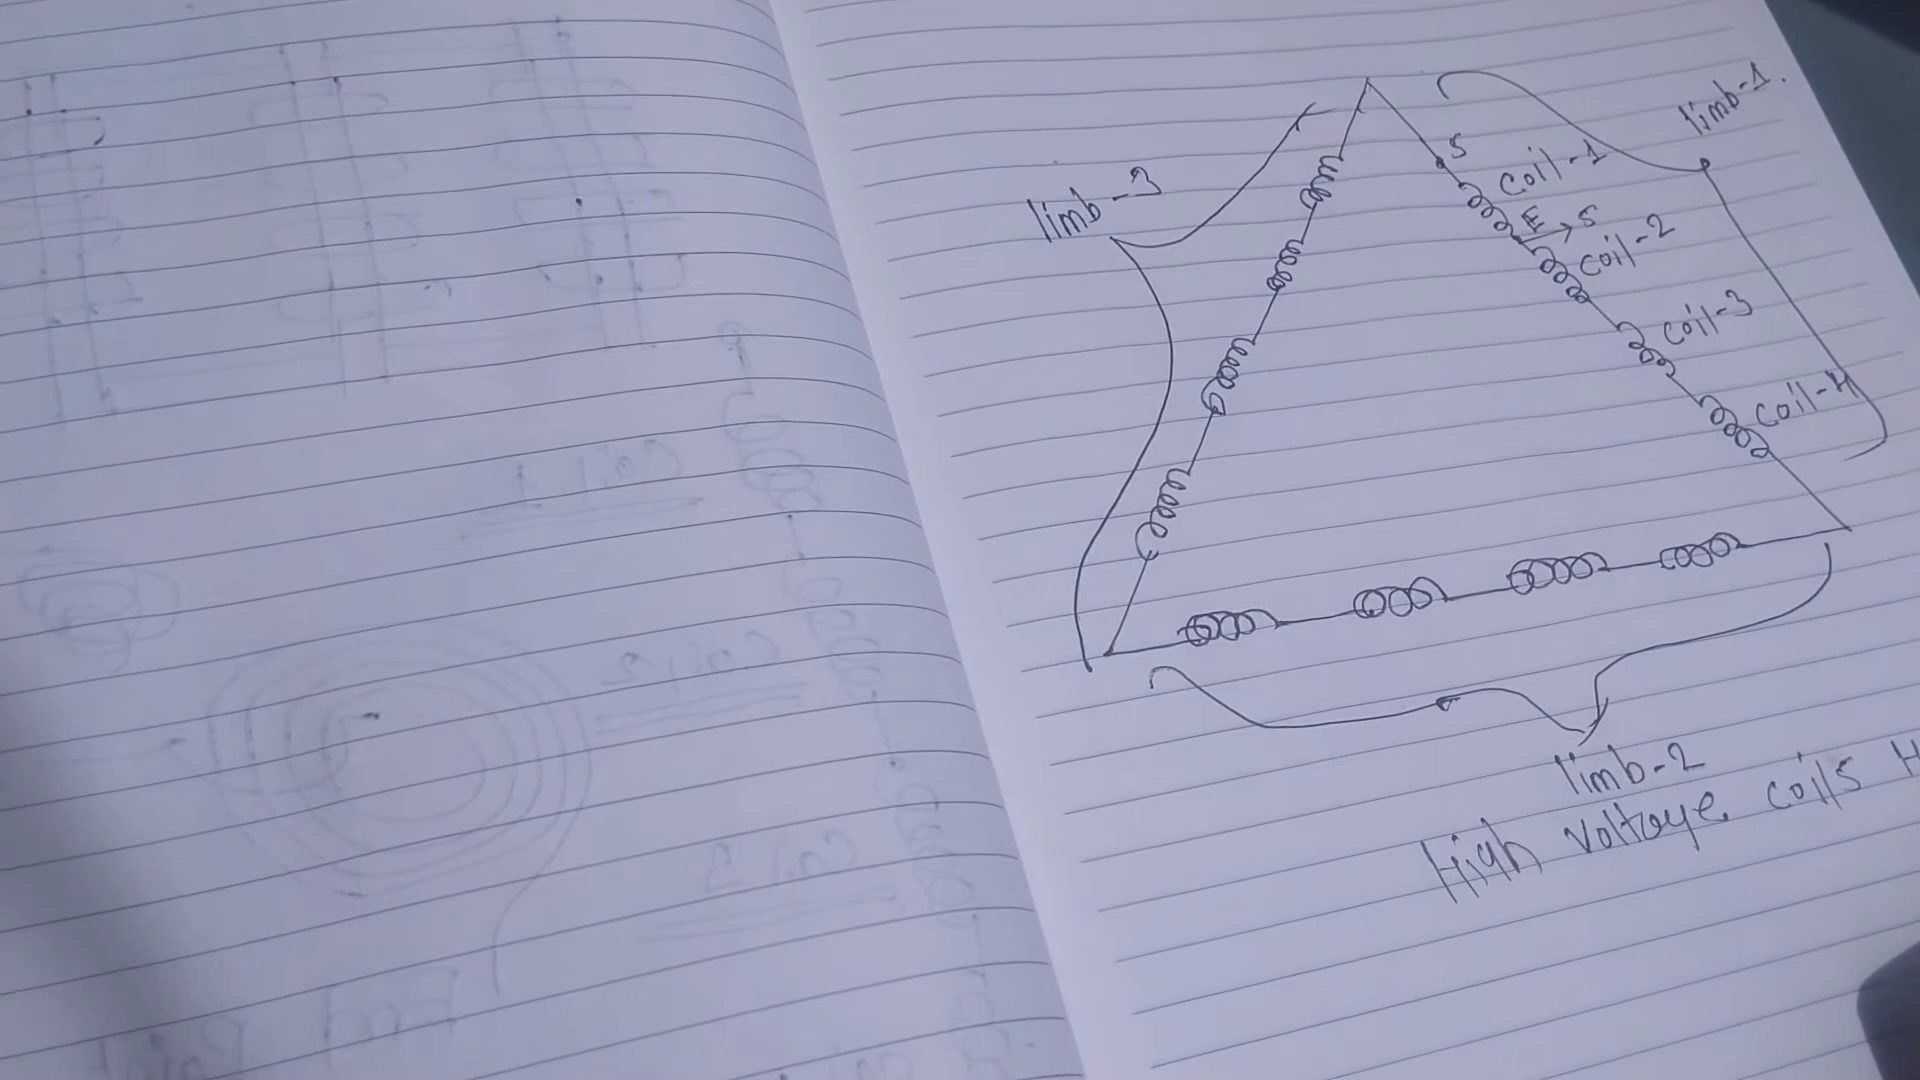 limb-1.
limb-3
S
coil-1
E
S
coil-2
coil-3
coil-4
limb-2
High voltage coils H